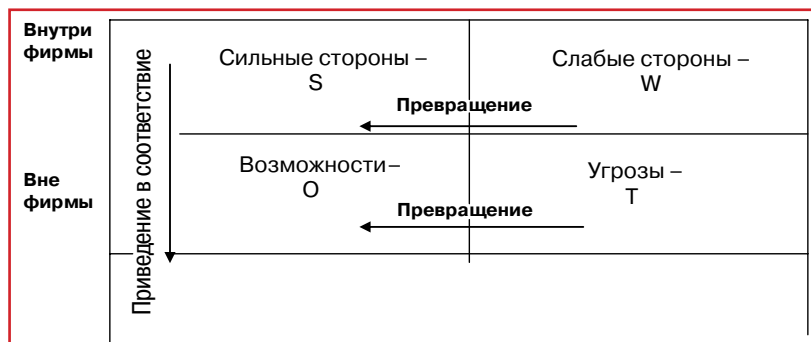 Внутри
фирмы
Приведение в соответствие
Сильные стороны –
S
Слабые стороны –
W
Превращение
Вне
фирмы
Возможности –
O
Угрозы –
T
Превращение